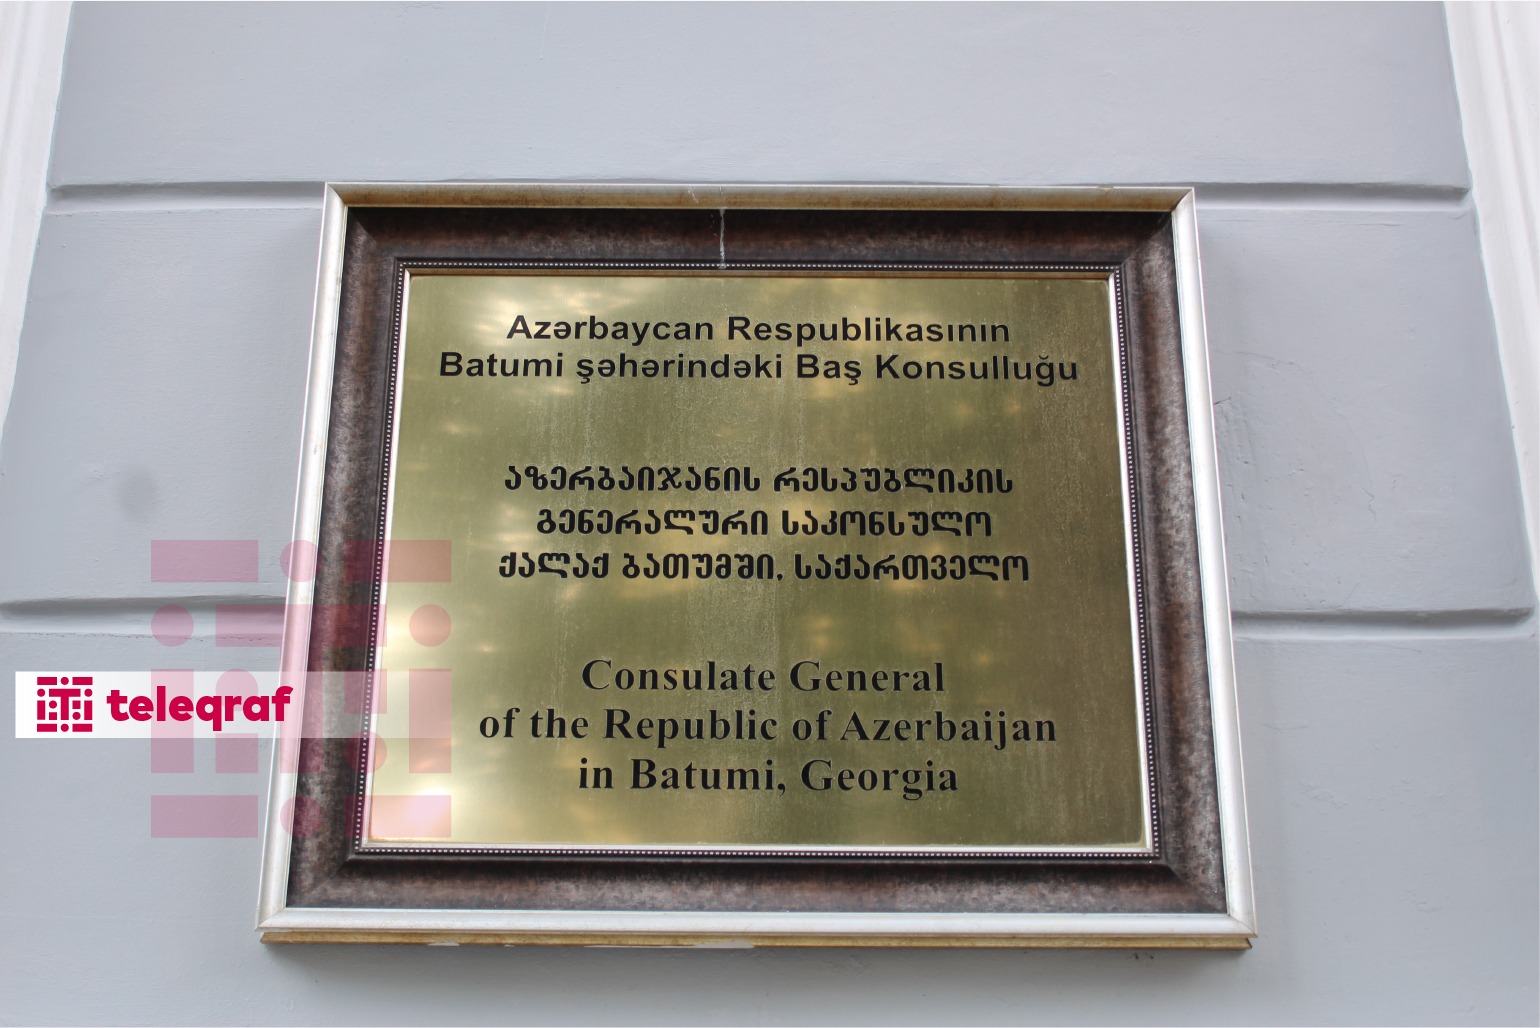 Azərbaycan Respublikasının
Batumi şəhərindəki Baş Konsulluğu
აზერბაიჯანის რესპუბლიკის
გენერალური საკონსულო
ქალაქ ბათუმში, საქართველო
Consulate General
of the Republic of Azerbaijan
in Batumi, Georgia
teleqraf